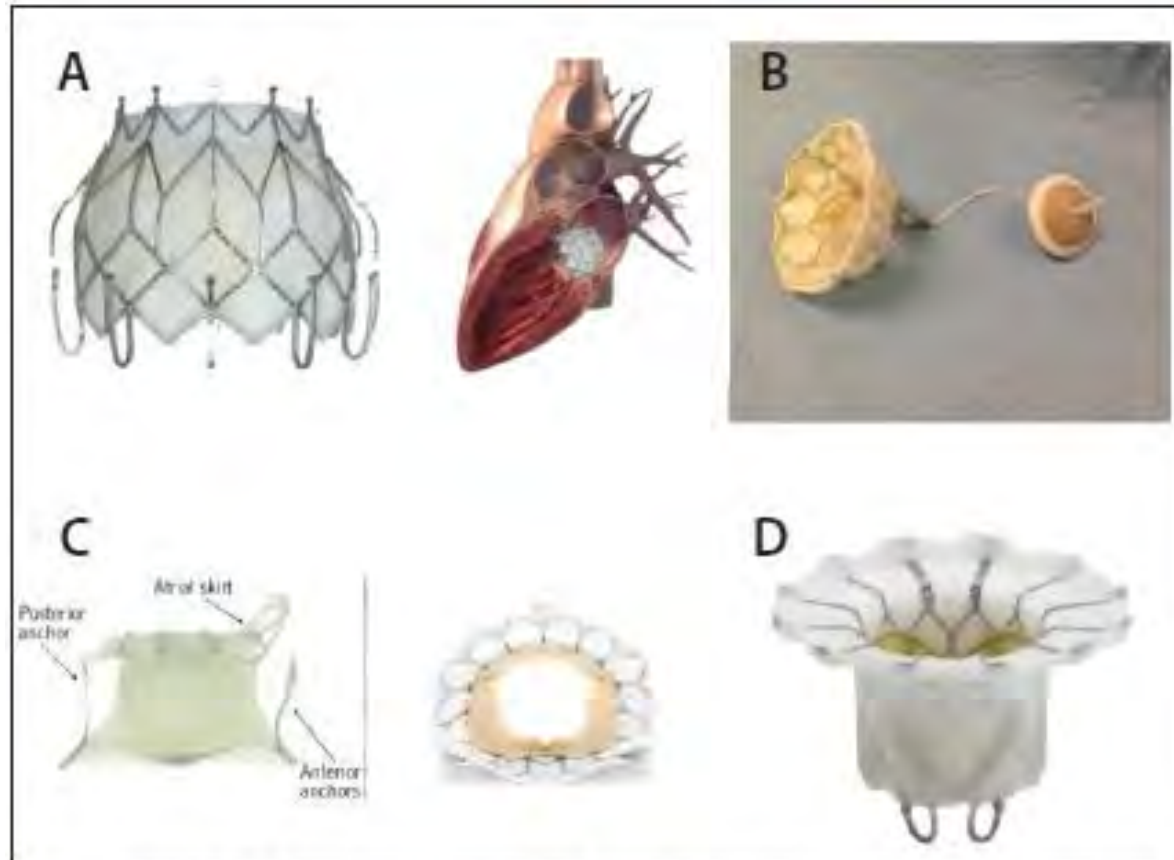 A
B
C
Atrial skirt
Posterior
anchor
Anterior
anchors
D